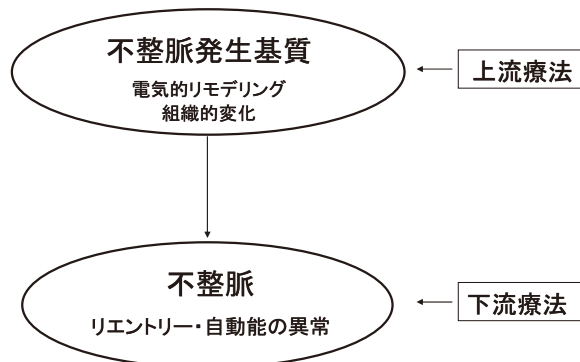 不整脈発生基質
電気的リモデリング
組織的変化
上流療法
不整脈
リエントリー・自動能の異常
下流療法